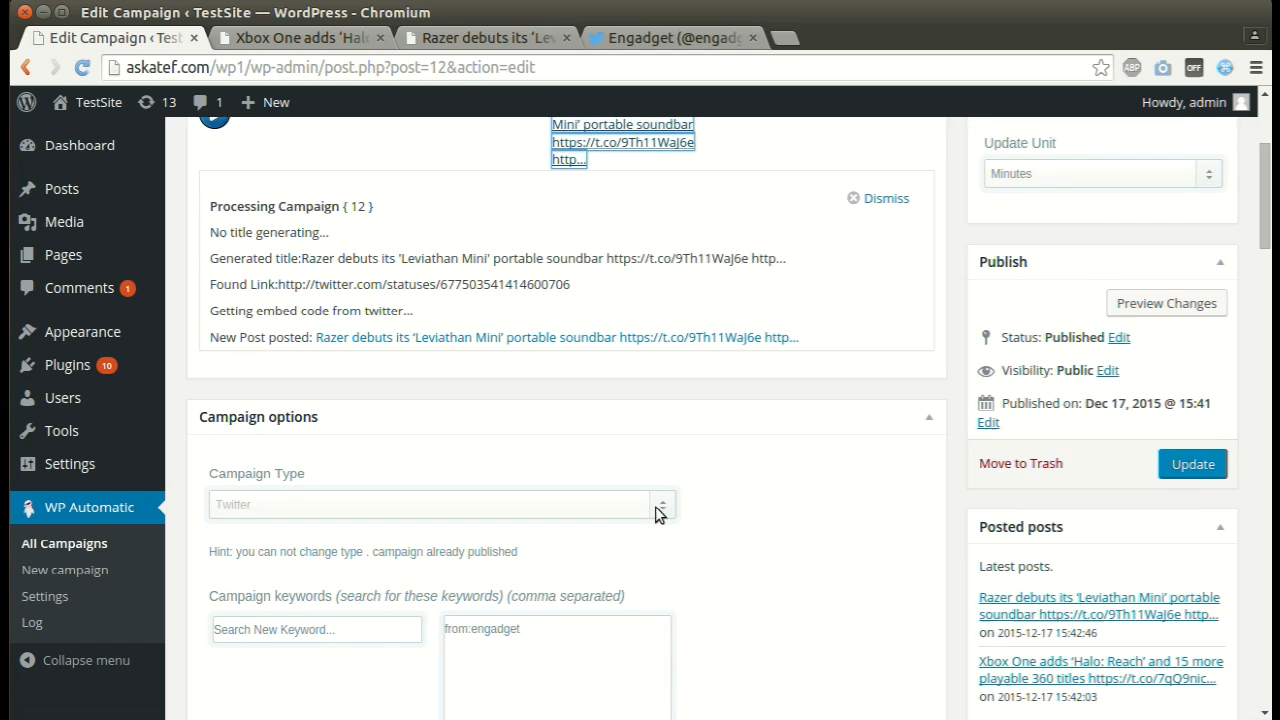 Edit Campaign ‹ TestSite — WordPress - Chromium
Edit Campaign ‹ Test
Xbox One adds ‘Halo:
Razer debuts its ‘Lev
Engadget (@engadg
askatef.com/wp1/wp-admin/post.php?post=12&action=edit
ABP
OFF
TestSite
13
1
New
Howdy, admin
Dashboard
Posts
Media
Pages
Comments 1
Appearance
Plugins 10
Users
Tools
Settings
WP Automatic
All Campaigns
New campaign
Settings
Log
Collapse menu
Mini’ portable soundbar
https://t.co/9Th11WaJ6e
http...
Processing Campaign { 12 }
Dismiss
No title generating...
Generated title:Razer debuts its 'Leviathan Mini' portable soundbar https://t.co/9Th11WaJ6e http...
Found Link:http://twitter.com/statuses/677503541414600706
Getting embed code from twitter...
New Post posted: Razer debuts its ‘Leviathan Mini’ portable soundbar https://t.co/9Th11WaJ6e http...
Campaign options
Campaign Type
Twitter
Hint: you can not change type . campaign already published
Campaign keywords (search for these keywords) (comma separated)
Search New Keyword...
from:engadget
Update Unit
Minutes
Publish
Preview Changes
Status: Published Edit
Visibility: Public Edit
Published on: Dec 17, 2015 @ 15:41
Edit
Move to Trash
Update
Posted posts
Latest posts.
Razer debuts its ‘Leviathan Mini’ portable
soundbar https://t.co/9Th11WaJ6e http...
on 2015-12-17 15:42:46
Xbox One adds ‘Halo: Reach’ and 15 more
playable 360 titles https://t.co/7qQ9nic...
on 2015-12-17 15:42:03